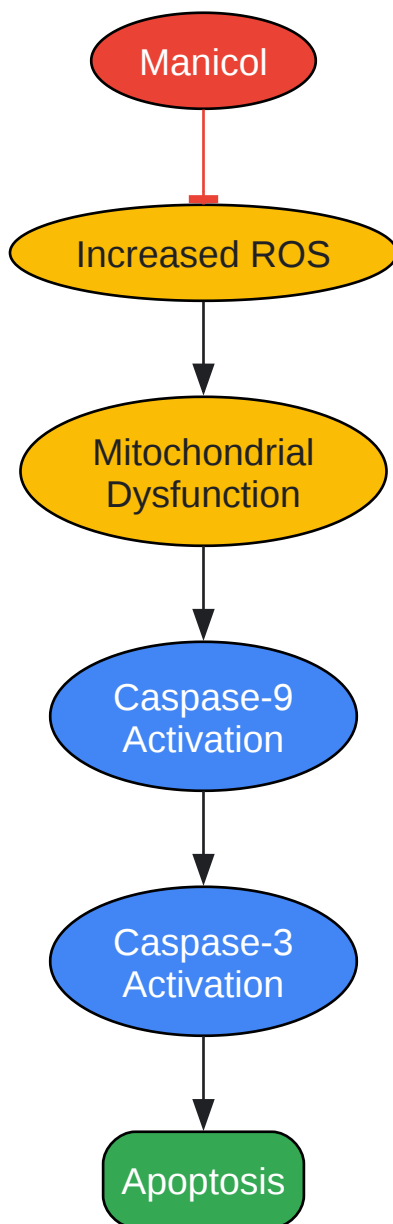 Manicol
Increased ROS
Mitochondrial
Dysfunction
Caspase-9
Activation
Caspase-3
Activation
Apoptosis